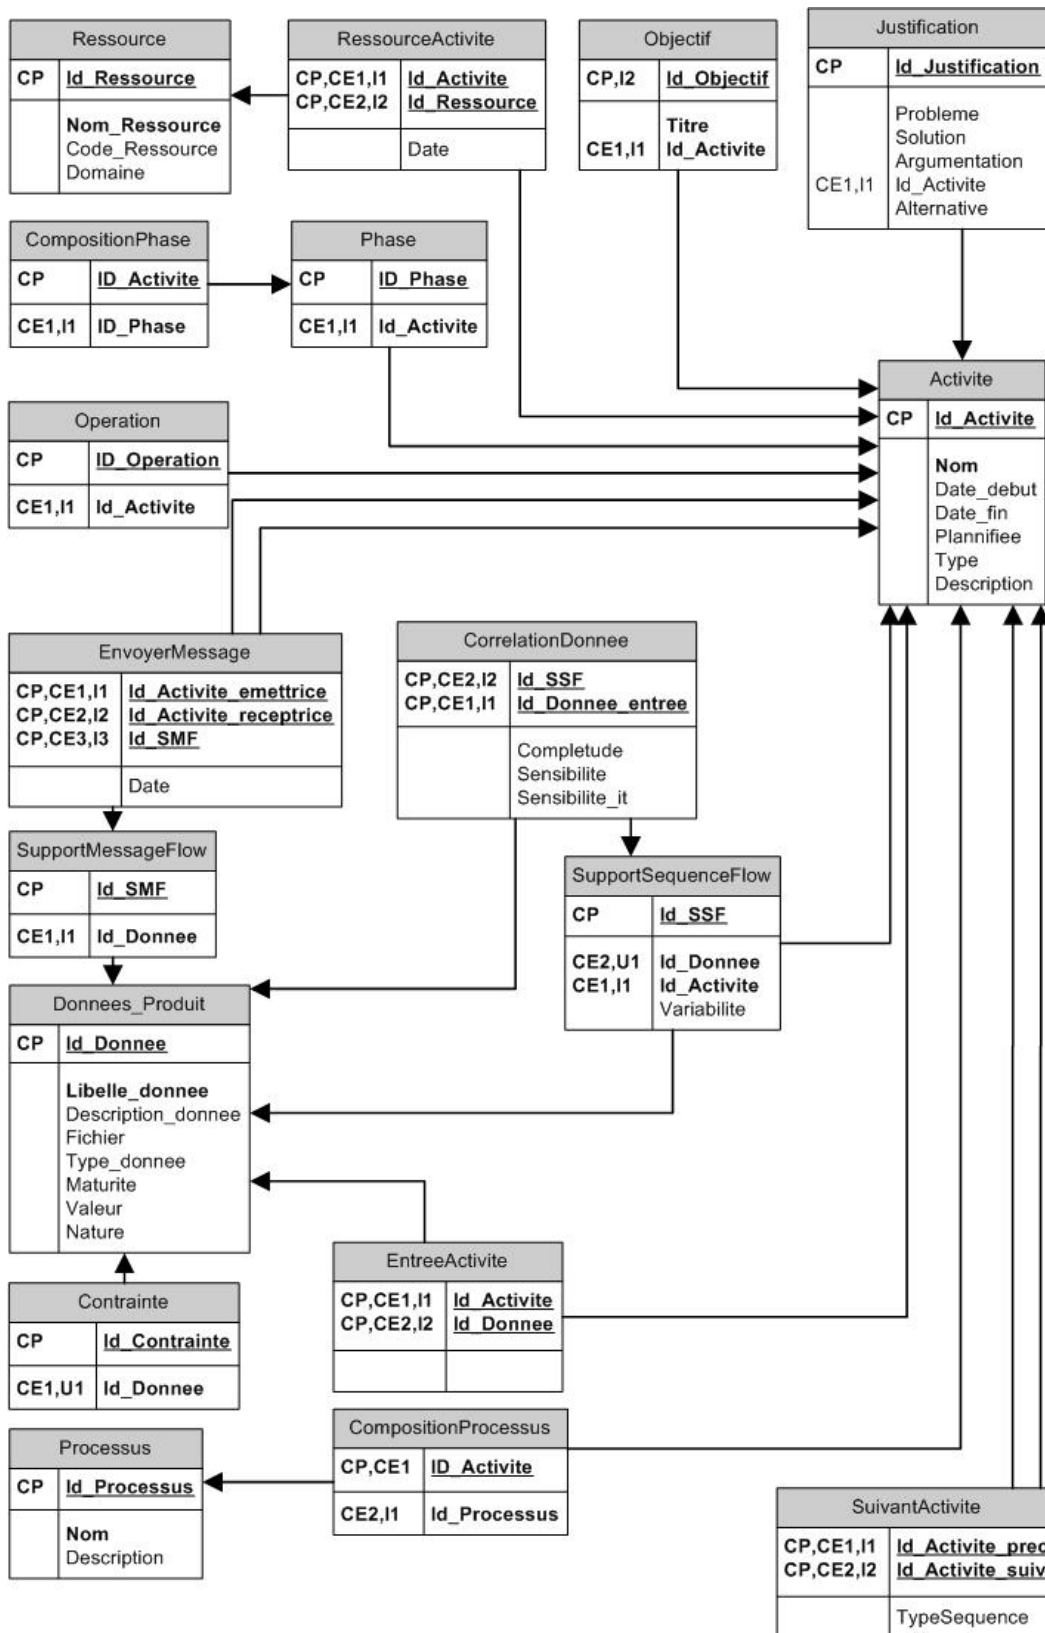 Ressource
CP Id_Ressource
Nom_Ressource
Code_Ressource
Domaine
RessourceActivite
CP,CE1,I1 Id_Activite
CP,CE2,I2 Id_Ressource
Date
Objectif
CP,I2 Id_Objectif
Titre
CE1,I1 Id_Activite
Justification
CP Id_Justification
Probleme
Solution
Argumentation
CE1,I1 Id_Activite
Alternative
CompositionPhase
CP ID_Activite
CE1,I1 ID_Phase
Phase
CP ID_Phase
CE1,I1 Id_Activite
Activite
CP Id_Activite
Nom
Date_debut
Date_fin
Plannifiee
Type
Description
Operation
CP ID_Operation
CE1,I1 Id_Activite
EnvoyerMessage
CP,CE1,I1 Id_Activite_emettrice
CP,CE2,I2 Id_Activite_receptrice
CP,CE3,I3 Id_SMF
Date
CorrelationDonnee
CP,CE2,I2 Id_SSF
CP,CE1,I1 Id_Donnee_entree
Completude
Sensibilite
Sensibilite_it
SupportMessageFlow
CP Id_SMF
CE1,I1 Id_Donnee
SupportSequenceFlow
CP Id_SSF
CE2,U1 Id_Donnee
CE1,I1 Id_Activite
Variabilite
Donnees_Produit
CP Id_Donnee
Libelle_donnee
Description_donnee
Fichier
Type_donnee
Maturite
Valeur
Nature
EntreeActivite
CP,CE1,I1 Id_Activite
CP,CE2,I2 Id_Donnee
Contrainte
CP Id_Contrainte
CE1,U1 Id_Donnee
CompositionProcessus
CP,CE1 ID_Activite
CE2,I1 Id_Processus
Processus
CP Id_Processus
Nom
Description
SuivantActivite
CP,CE1,I1 Id_Activite_prec
CP,CE2,I2 Id_Activite_suiv
TypeSequence